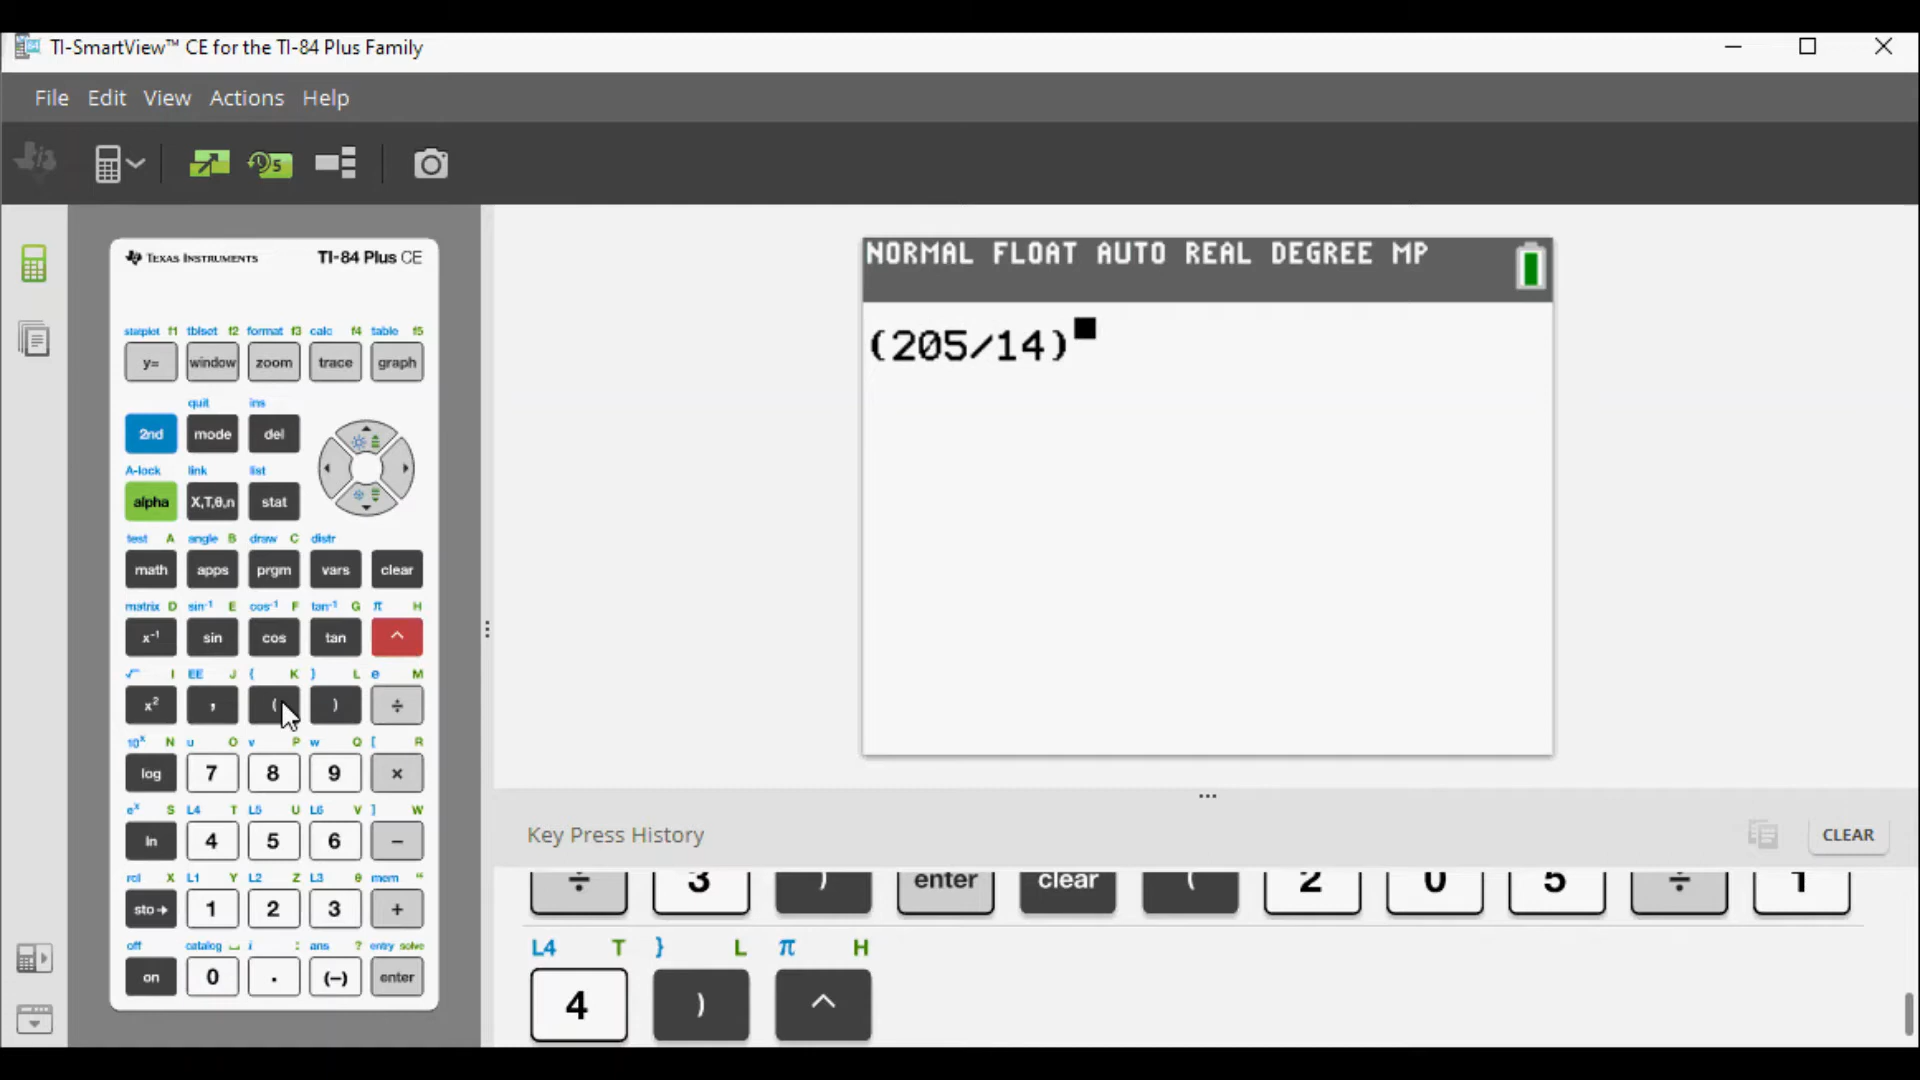 TI-SmartView™ CE for the TI-84 Plus Family
File Edit View Actions Help
5
TEXAS INSTRUMENTS TI-84 Plus CE
statplot f1 tblset f2 format f3 calc f4 table f5
y= window zoom trace graph
quit ins
2nd mode del
A-lock link list
alpha X,T,θ,n stat
test A angle B draw C distr
math apps prgm vars clear
matrix D sin⁻¹ E cos⁻¹ F tan⁻¹ G π H
x⁻¹ sin cos tan ^
√ I EE J { K } L e M
x² , ( ) ÷
10ˣ N u O v P w Q [ R
log 7 8 9 ×
eˣ S L4 T L5 U L6 V ] W
ln 4 5 6 −
rcl X L1 Y L2 Z L3 θ mem "
sto→ 1 2 3 +
off catalog ⎵ i : ans ? entry solve
on 0 . (−) enter
NORMAL FLOAT AUTO REAL DEGREE MP
(205/14)
Key Press History CLEAR
÷ 3 ) enter clear ( 2 0 5 ÷ 1
L4 T } L π H
4 ) ^